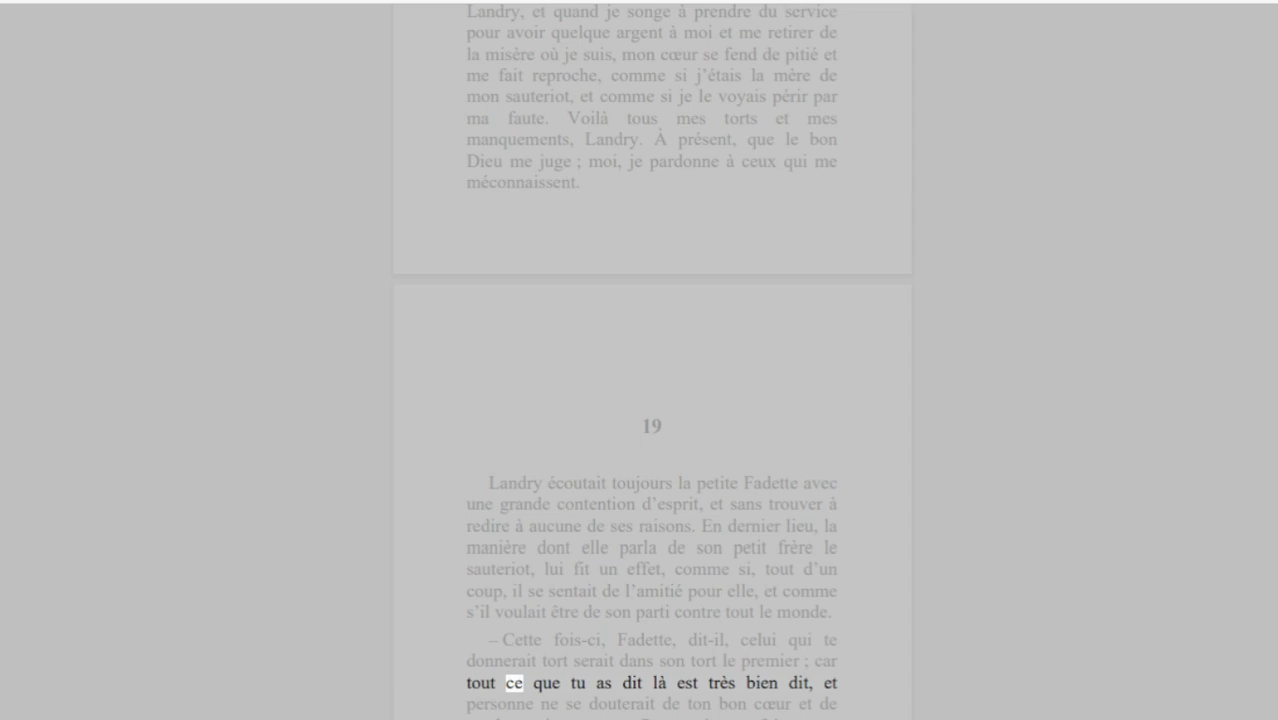 Landry, et quand je songe à prendre du service
pour avoir quelque argent à moi et me retirer de
la misère où je suis, mon cœur se fend de pitié et
me fait reproche, comme si j’étais la mère de
mon sauteriot, et comme si je le voyais périr par
ma faute. Voilà tous mes torts et mes
manquements, Landry. À présent, que le bon
Dieu me juge ; moi, je pardonne à ceux qui me
méconnaissent.
19
Landry écoutait toujours la petite Fadette avec
une grande contention d’esprit, et sans trouver à
redire à aucune de ses raisons. En dernier lieu, la
manière dont elle parla de son petit frère le
sauteriot, lui fit un effet, comme si, tout d’un
coup, il se sentait de l’amitié pour elle, et comme
s’il voulait être de son parti contre tout le monde.
– Cette fois-ci, Fadette, dit-il, celui qui te
donnerait tort serait dans son tort le premier ; car
tout ce que tu as dit là est très bien dit, et
personne ne se douterait de ton bon cœur et de